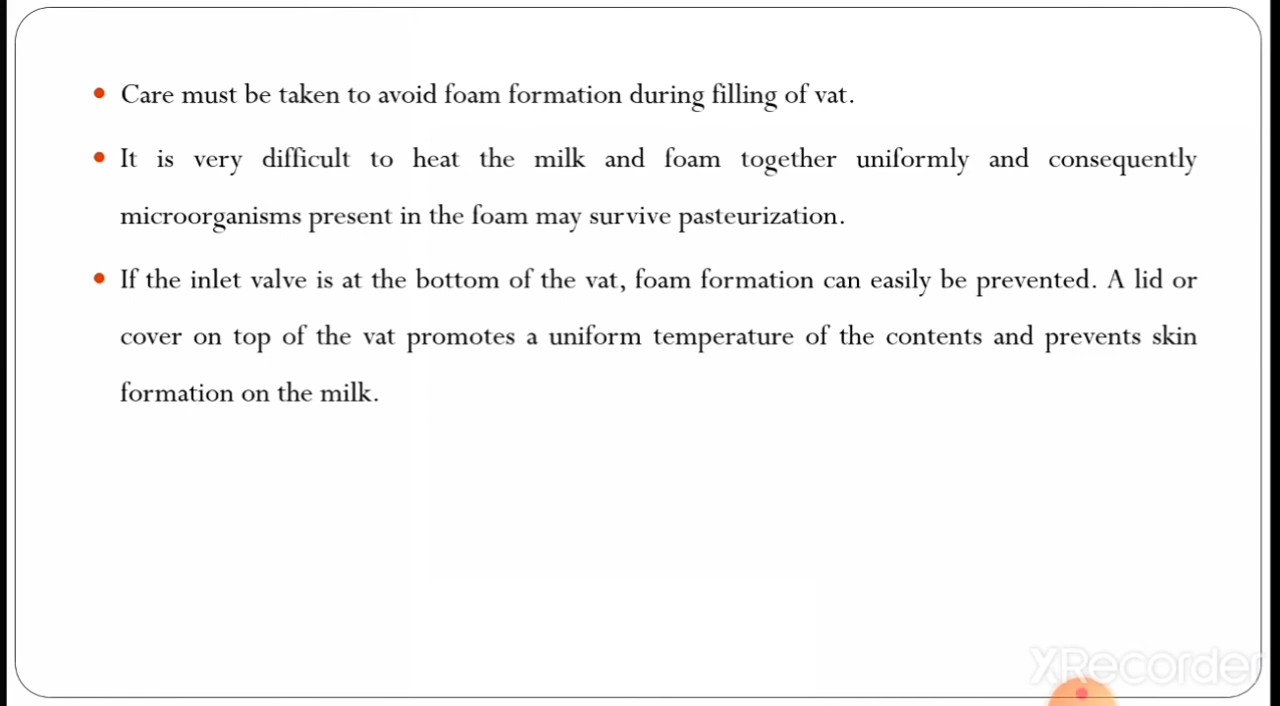 • Care must be taken to avoid foam formation during filling of vat.
• It is very difficult to heat the milk and foam together uniformly and consequently
microorganisms present in the foam may survive pasteurization.
• If the inlet valve is at the bottom of the vat, foam formation can easily be prevented. A lid or
cover on top of the vat promotes a uniform temperature of the contents and prevents skin
formation on the milk.
XRecorder